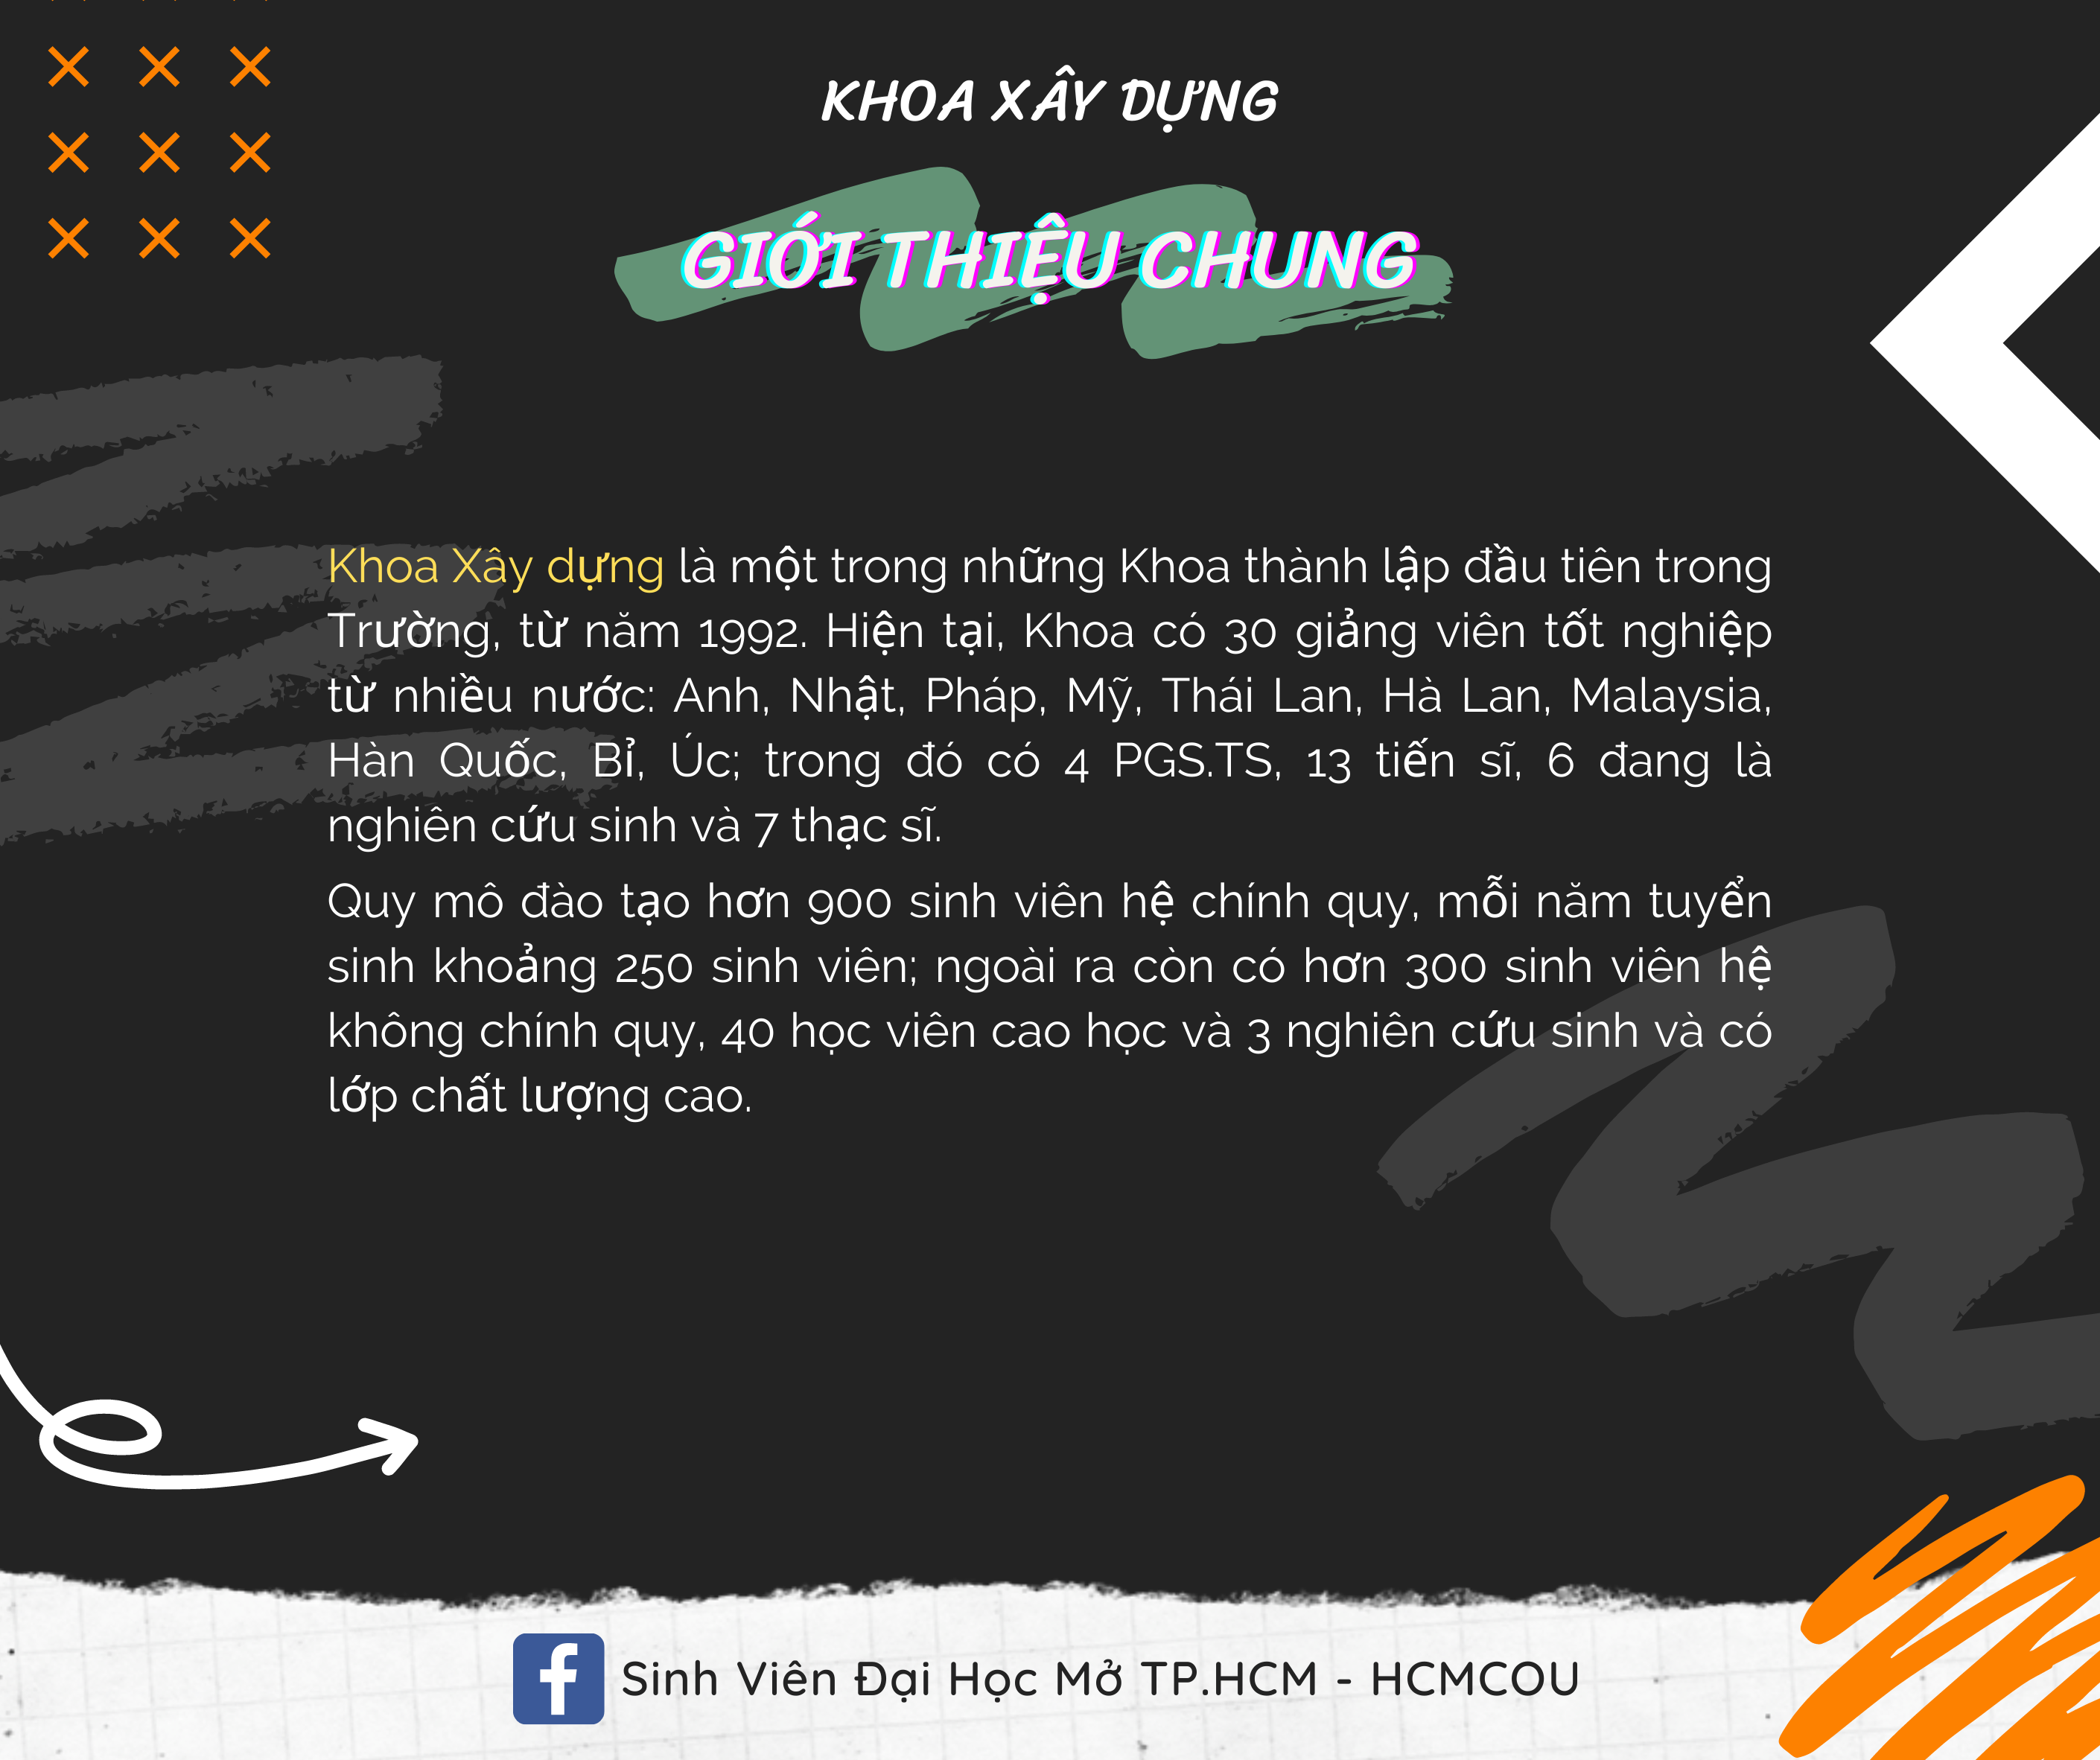 KHOA XÂY DỰNG
GIỚI THIỆU CHUNG
Khoa Xây dựng là một trong những Khoa thành lập đầu tiên trong
Trường, từ năm 1992. Hiện tại, Khoa có 30 giảng viên tốt nghiệp
từ nhiều nước: Anh, Nhật, Pháp, Mỹ, Thái Lan, Hà Lan, Malaysia,
Hàn Quốc, Bỉ, Úc; trong đó có 4 PGS.TS, 13 tiến sĩ, 6 đang là
nghiên cứu sinh và 7 thạc sĩ.
Quy mô đào tạo hơn 900 sinh viên hệ chính quy, mỗi năm tuyển
sinh khoảng 250 sinh viên; ngoài ra còn có hơn 300 sinh viên hệ
không chính quy, 40 học viên cao học và 3 nghiên cứu sinh và có
lớp chất lượng cao.
Sinh Viên Đại Học Mở TP.HCM - HCMCOU